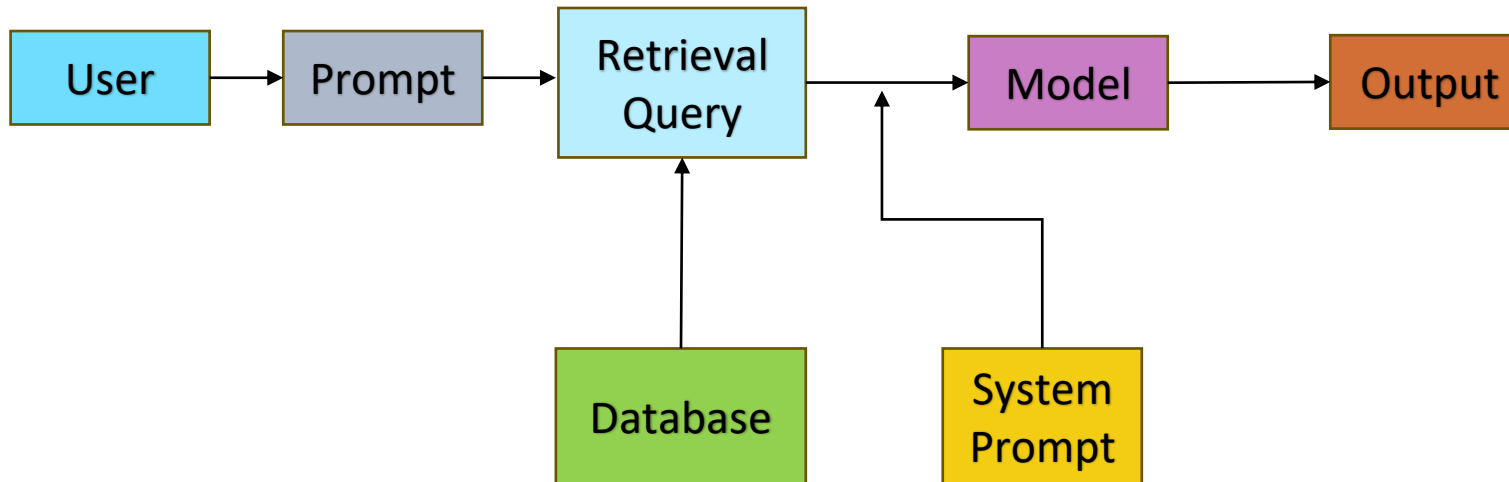 User
Prompt
Retrieval
Query
Model
Output
Database
System
Prompt